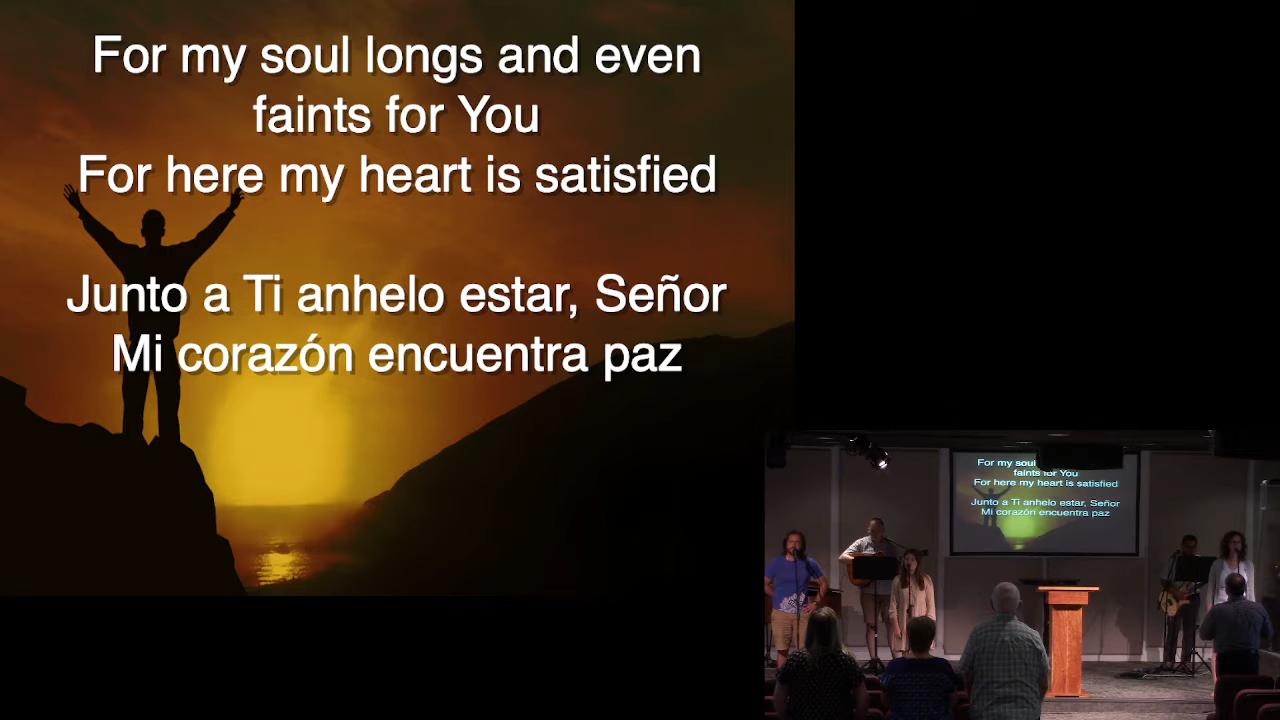 For my soul longs and even
faints for You
For here my heart is satisfied
Junto a Ti anhelo estar, Señor
Mi corazón encuentra paz
For my soul
faints for You
For here my heart is satisfied
Junto a Ti anhelo estar, Señor
Mi corazón encuentra paz